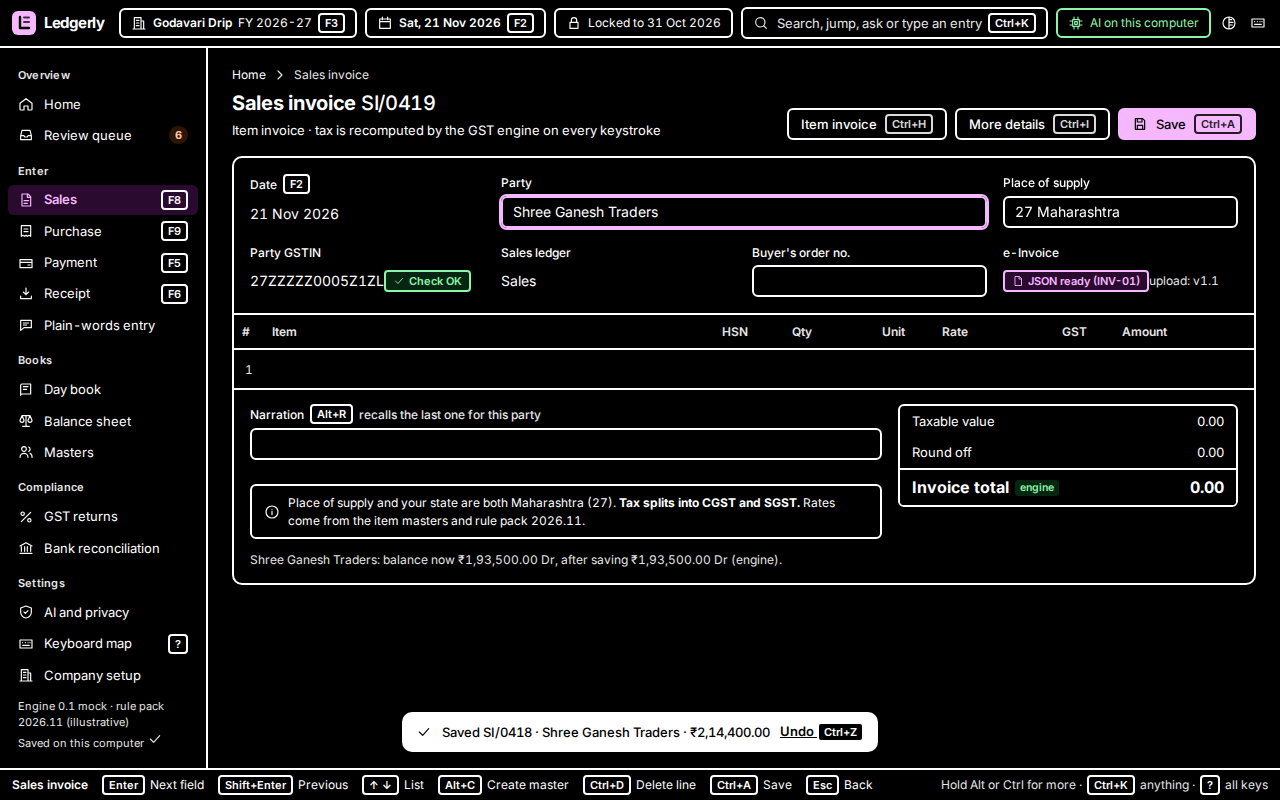 Ledgerly
Godavari Drip FY 2026-27 F3
Sat, 21 Nov 2026 F2
Locked to 31 Oct 2026
Search, jump, ask or type an entry Ctrl+K
AI on this computer
Overview
Home
Review queue 6
Enter
Sales F8
Purchase F9
Payment F5
Receipt F6
Plain-words entry
Books
Day book
Balance sheet
Masters
Compliance
GST returns
Bank reconciliation
Settings
AI and privacy
Keyboard map ?
Company setup
Engine 0.1 mock · rule pack
2026.11 (illustrative)
Saved on this computer
Home Sales invoice
Sales invoice SI/0419
Item invoice · tax is recomputed by the GST engine on every keystroke
Item invoice Ctrl+H
More details Ctrl+I
Save Ctrl+A
Date F2
21 Nov 2026
Party
Shree Ganesh Traders
Place of supply
27 Maharashtra
Party GSTIN
27ZZZZZ0005Z1ZL Check OK
Sales ledger
Sales
Buyer's order no.
e-Invoice
JSON ready (INV-01) upload: v1.1
# Item HSN Qty Unit Rate GST Amount
1
Narration Alt+R recalls the last one for this party
Place of supply and your state are both Maharashtra (27). Tax splits into CGST and SGST. Rates
come from the item masters and rule pack 2026.11.
Shree Ganesh Traders: balance now ₹1,93,500.00 Dr, after saving ₹1,93,500.00 Dr (engine).
Taxable value 0.00
Round off 0.00
Invoice total engine 0.00
Saved SI/0418 · Shree Ganesh Traders · ₹2,14,400.00 Undo Ctrl+Z
Sales invoice Enter Next field Shift+Enter Previous ↑ ↓ List Alt+C Create master Ctrl+D Delete line Ctrl+A Save Esc Back Hold Alt or Ctrl for more · Ctrl+K anything · ? all keys